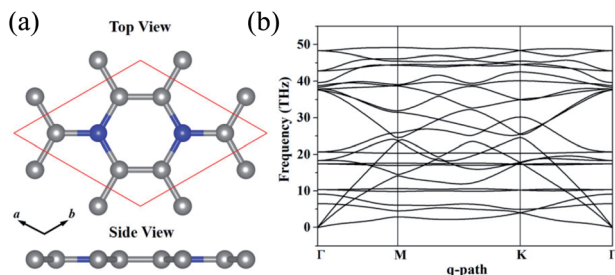 (a)
Top View
a
b
Side View
(b)
Frequency (THz)
50
40
30
20
10
0
Γ
M
K
Γ
q-path